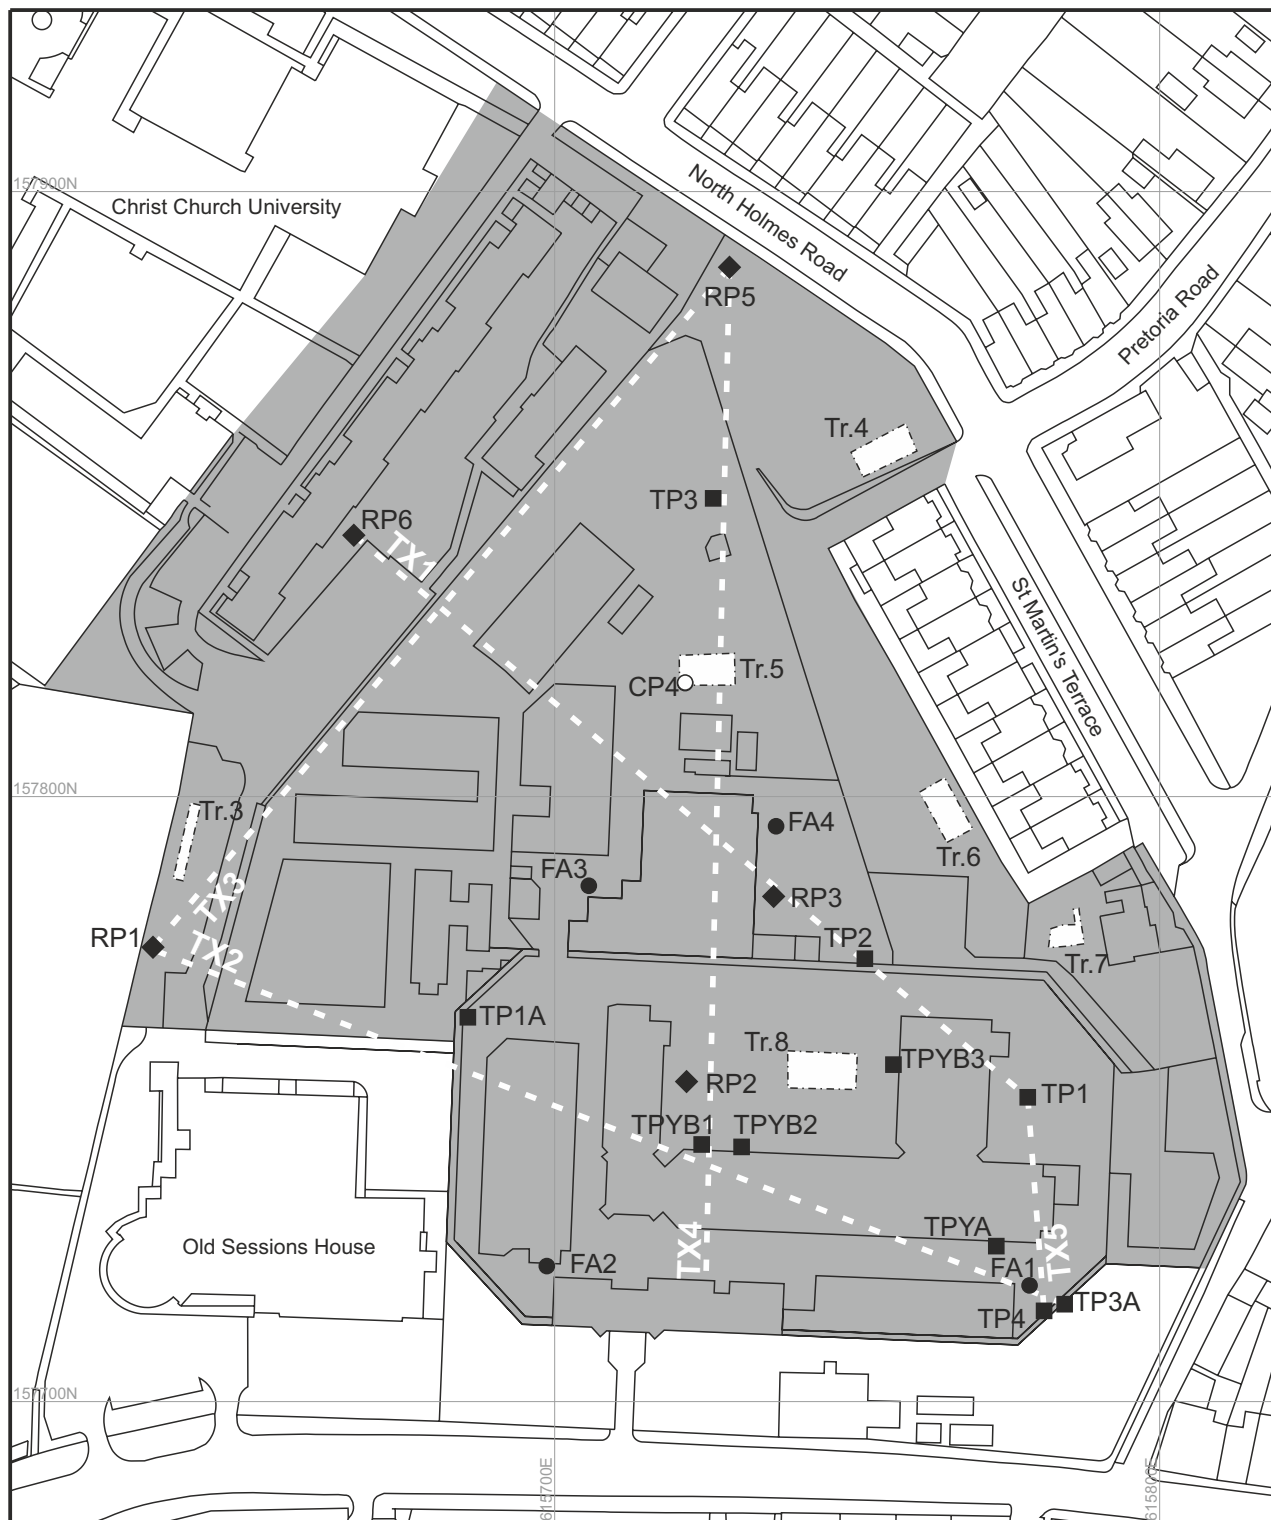 157900N
Christ Church University
North Holmes Road
Pretoria Road
RP5
Tr.4
TP3
RP6
TX1
St Martin's Terrace
Tr.5
CP4
157800N
Tr.3
FA4
Tr.6
FA3
TX3
RP3
RP1
TX2
TP2
Tr.7
TP1A
Tr.8
TPYB3
RP2
TP1
TPYB1
TPYB2
TPYA
TX4
TX5
Old Sessions House
FA2
FA1
TP3A
TP4
157700N
615700E
615800E